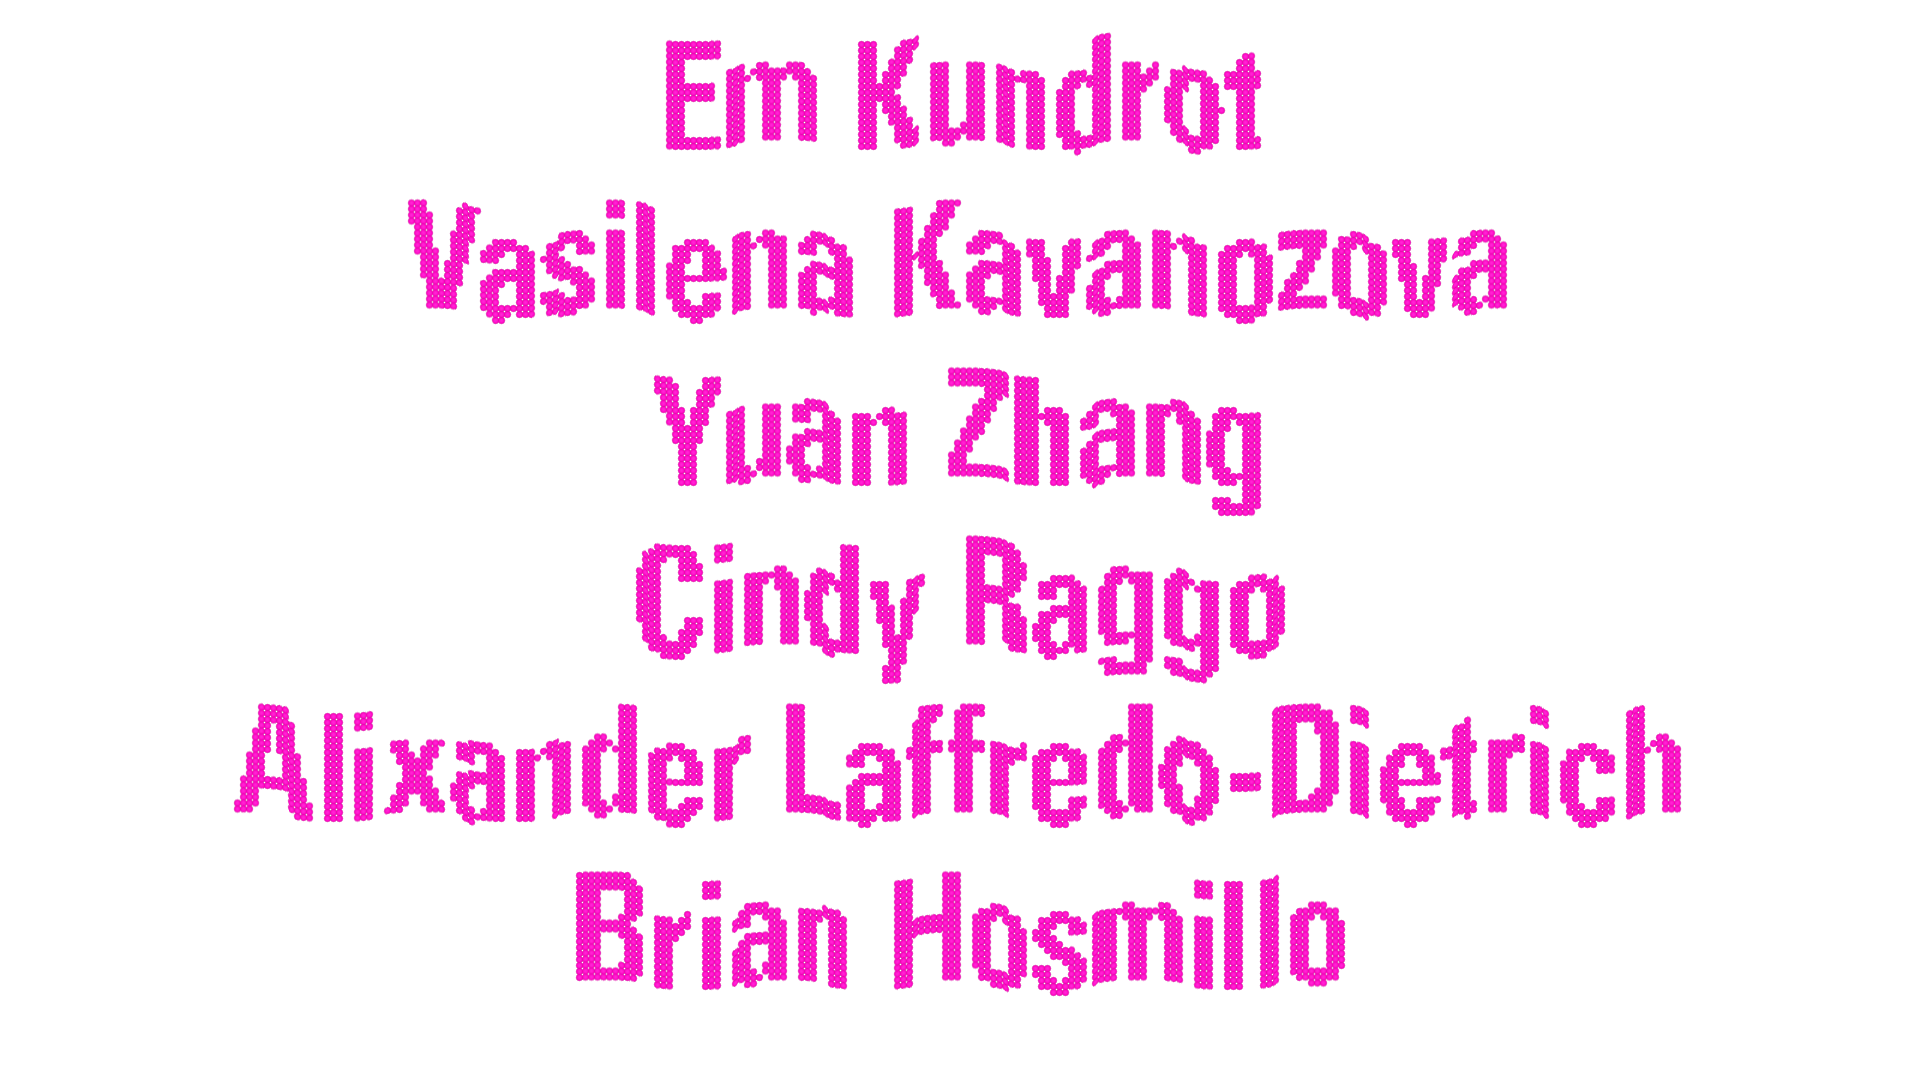 Em Kundrot
Vasilena Kavanozova
Yuan Zhang
Cindy Raggo
Alixander Laffredo-Dietrich
Brian Hosmillo